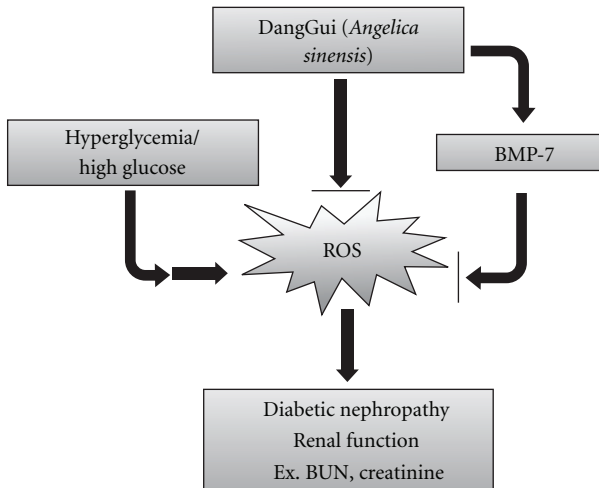 DangGui (Angelica
sinensis)
Hyperglycemia/
high glucose
BMP-7
ROS
Diabetic nephropathy
Renal function
Ex. BUN, creatinine